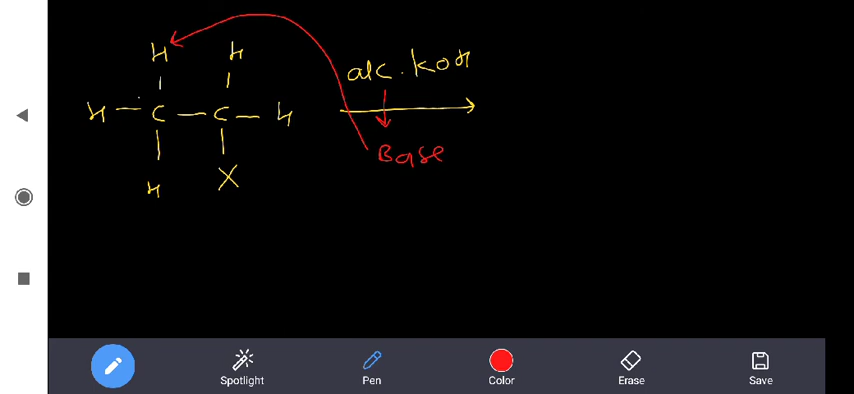 H H
alc. KOH
H — C — C — H
Base
H X
Spotlight Pen Color Erase Save